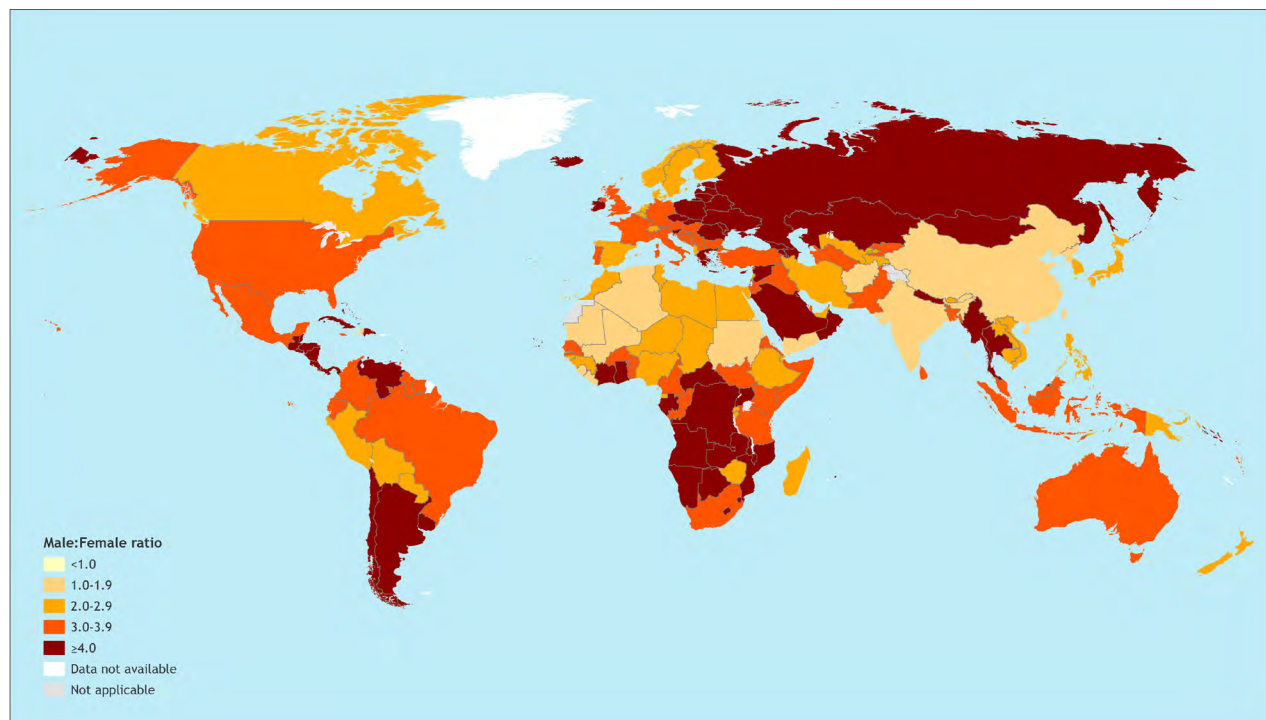 Male:Female ratio
<1.0
1.0-1.9
2.0-2.9
3.0-3.9
≥4.0
Data not available
Not applicable